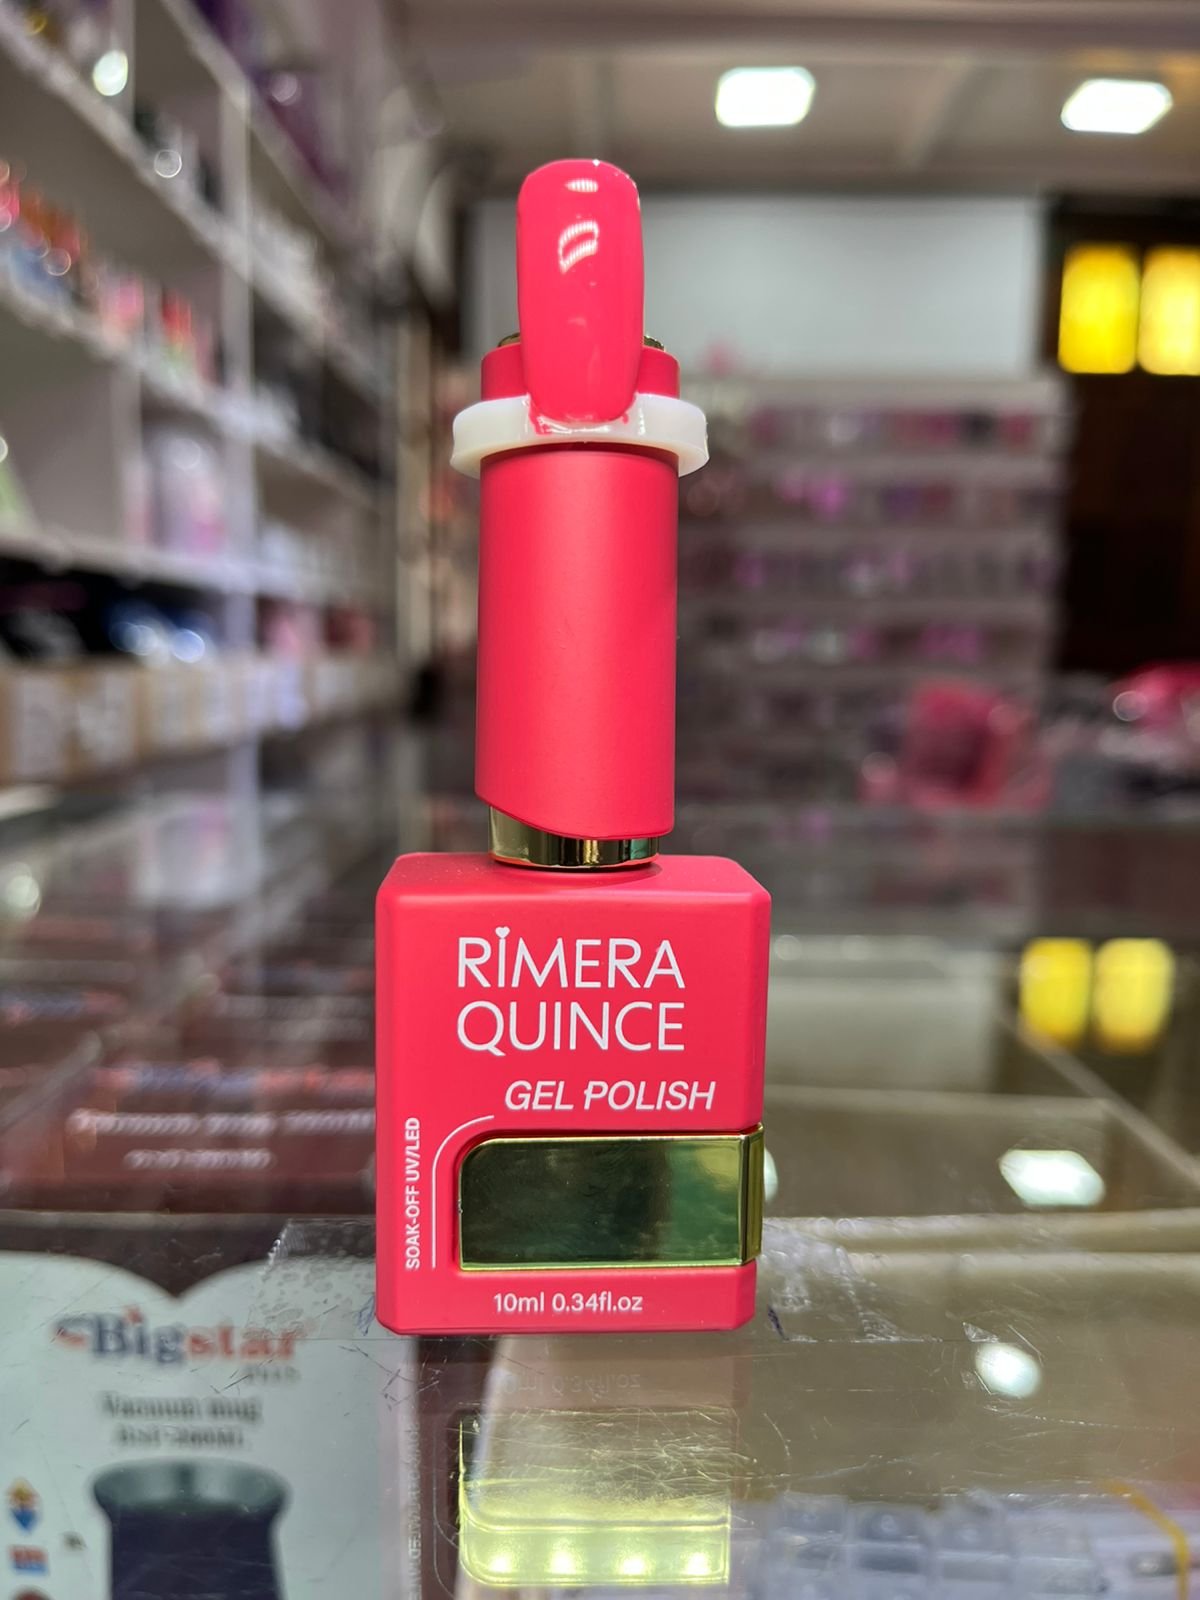 RIMERA
QUINCE
GEL POLISH
SOAK-OFF UV/LED
10ml 0.34fl.oz
Bigstar
Vacuum mug